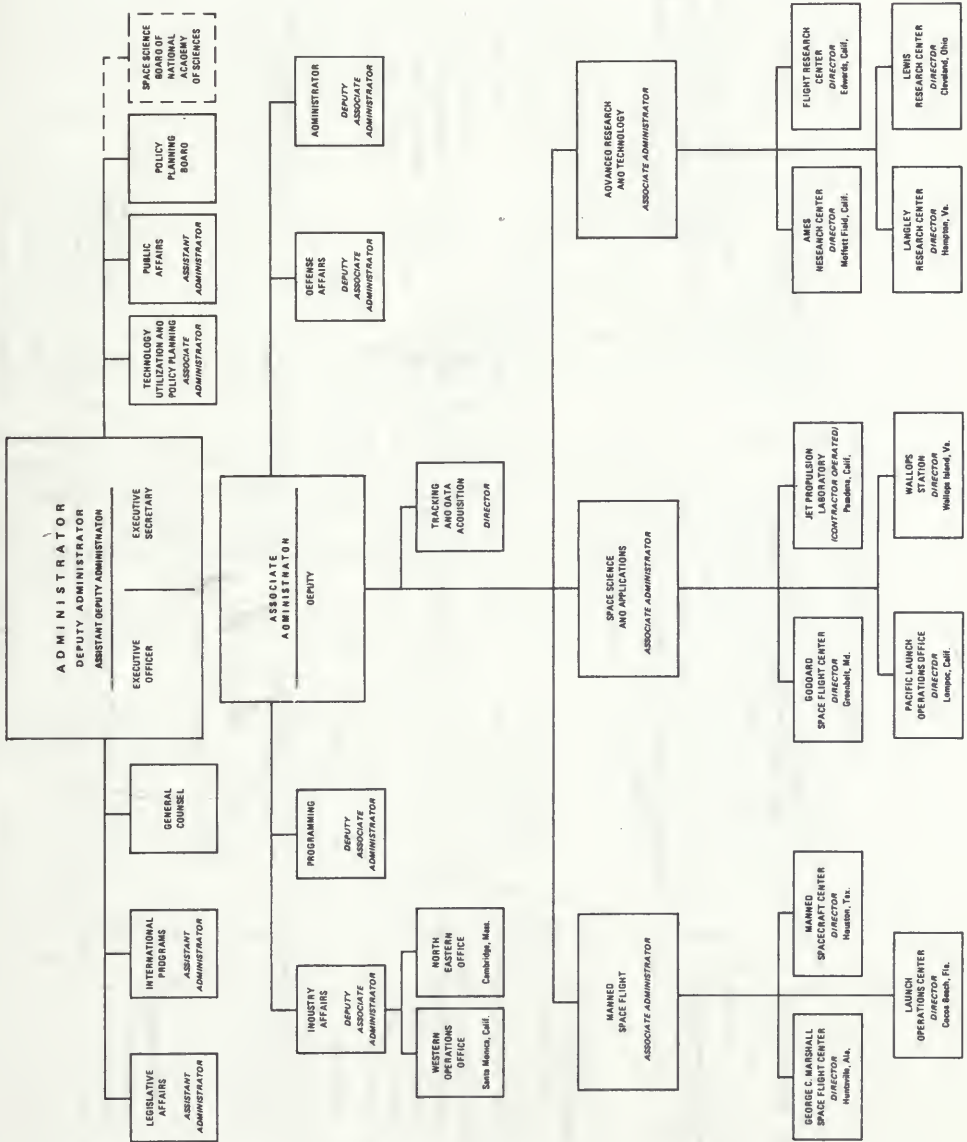 ADMINISTRATOR
DEPUTY ADMINISTRATOR
ASSISTANT DEPUTY ADMINISTNATON
EXECUTIVE
OFFICER
EXECUTIVE
SECRETARY
LEGISLATIVE
AFFAIRS
ASSISTANT
ADMINISTRATOR
INTERNATIONAL
PROGRAMS
ASSISTANT
ADMINISTRATOR
GENERAL
COUNSEL
TECHNOLOGY
UTILIZATION AND
POLICY PLANNING
ASSOCIATE
ADMINISTRATOR
PUBLIC
AFFAIRS
ASSISTANT
ADMINISTRATOR
POLICY
PLANNING
BOARD
SPACE SCIENCE
BOARD OF
NATIONAL
ACADEMY
OF SCIENCES
ASSOCIATE
ADMINISTNATON
DEPUTY
INDUSTRY
AFFAIRS
DEPUTY
ASSOCIATE
ADMINISTRATOR
PROGRAMMING
DEPUTY
ASSOCIATE
ADMINISTRATOR
DEFENSE
AFFAIRS
DEPUTY
ASSOCIATE
ADMINISTRATOR
ADMINISTRATOR
DEPUTY
ASSOCIATE
ADMINISTRATOR
WESTERN
OPERATIONS
OFFICE
Santa Monica, Calif.
NORTH
EASTERN
OFFICE
Cambridge, Mass.
TRACKING
AND DATA
ACQUISITION
DIRECTOR
MANNED
SPACE FLIGHT
ASSOCIATE ADMINISTRATOR
SPACE SCIENCE
AND APPLICATIONS
ASSOCIATE ADMINISTRATOR
ADVANCED RESEARCH
AND TECHNOLOGY
ASSOCIATE ADMINISTRATOR
GEORGE C. MARSHALL
SPACE FLIGHT CENTER
DIRECTOR
Huntsville, Ala.
MANNED
SPACECRAFT CENTER
DIRECTOR
Houston, Tex.
LAUNCH
OPERATIONS CENTER
DIRECTOR
Cocoa Beach, Fla.
GODDARD
SPACE FLIGHT CENTER
DIRECTOR
Greenbelt, Md.
JET PROPULSION
LABORATORY
(CONTRACTOR OPERATED)
Pasadena, Calif.
PACIFIC LAUNCH
OPERATIONS OFFICE
DIRECTOR
Lompoc, Calif.
WALLOPS
STATION
DIRECTOR
Wallops Island, Va.
AMES
NESEARCH CENTER
DIRECTOR
Moffett Field, Calif.
FLIGHT RESEARCH
CENTER
DIRECTOR
Edwards, Calif.
LANGLEY
RESEARCH CENTER
DIRECTOR
Hampton, Va.
LEWIS
RESEARCH CENTER
DIRECTOR
Cleveland, Ohio